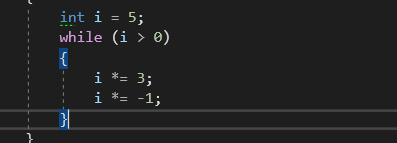 int i = 5;
while (i > 0)
{
i *= 3;
i *= -1;
}
}